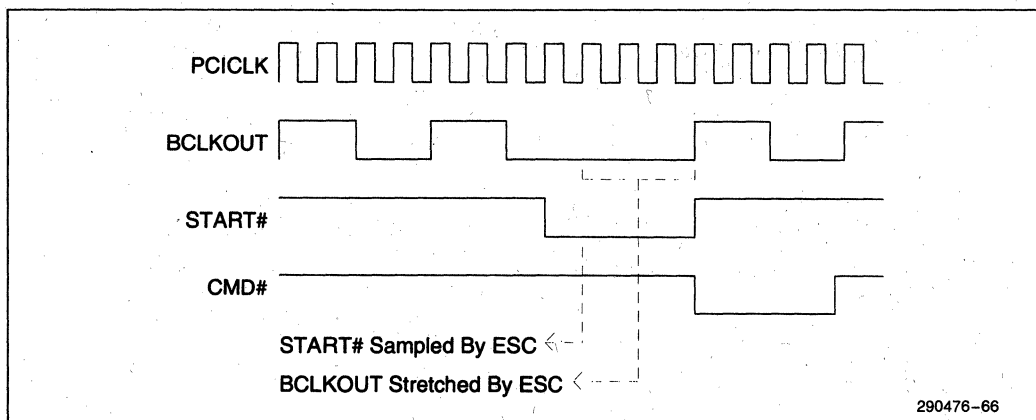 PCICLK
BCLKOUT
START#
CMD#
START# Sampled By ESC
BCLKOUT Stretched By ESC
290476-66